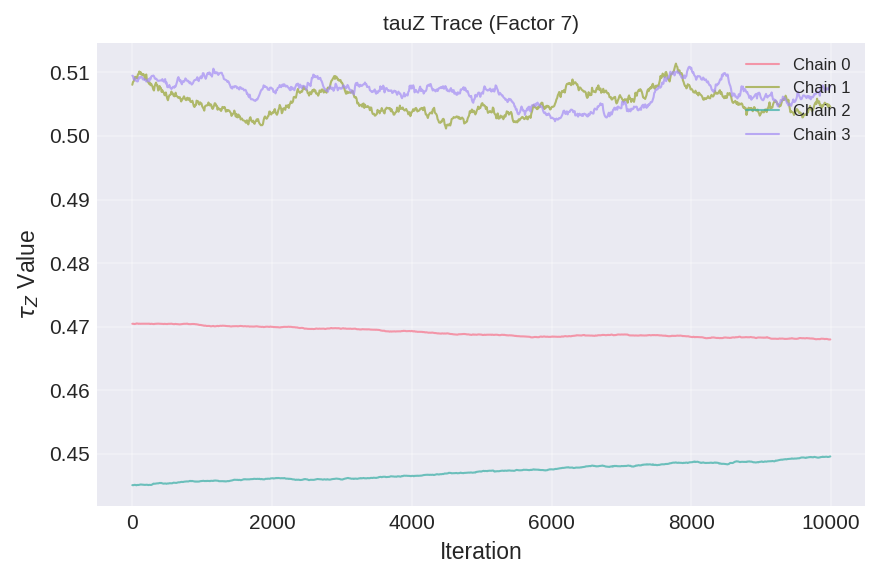 tauZ Trace (Factor 7)
0.51
0.50
0.49
0.48
0.47
0.46
0.45
τZ Value
0
2000
4000
6000
8000
10000
Iteration
Chain 0
Chain 1
Chain 2
Chain 3